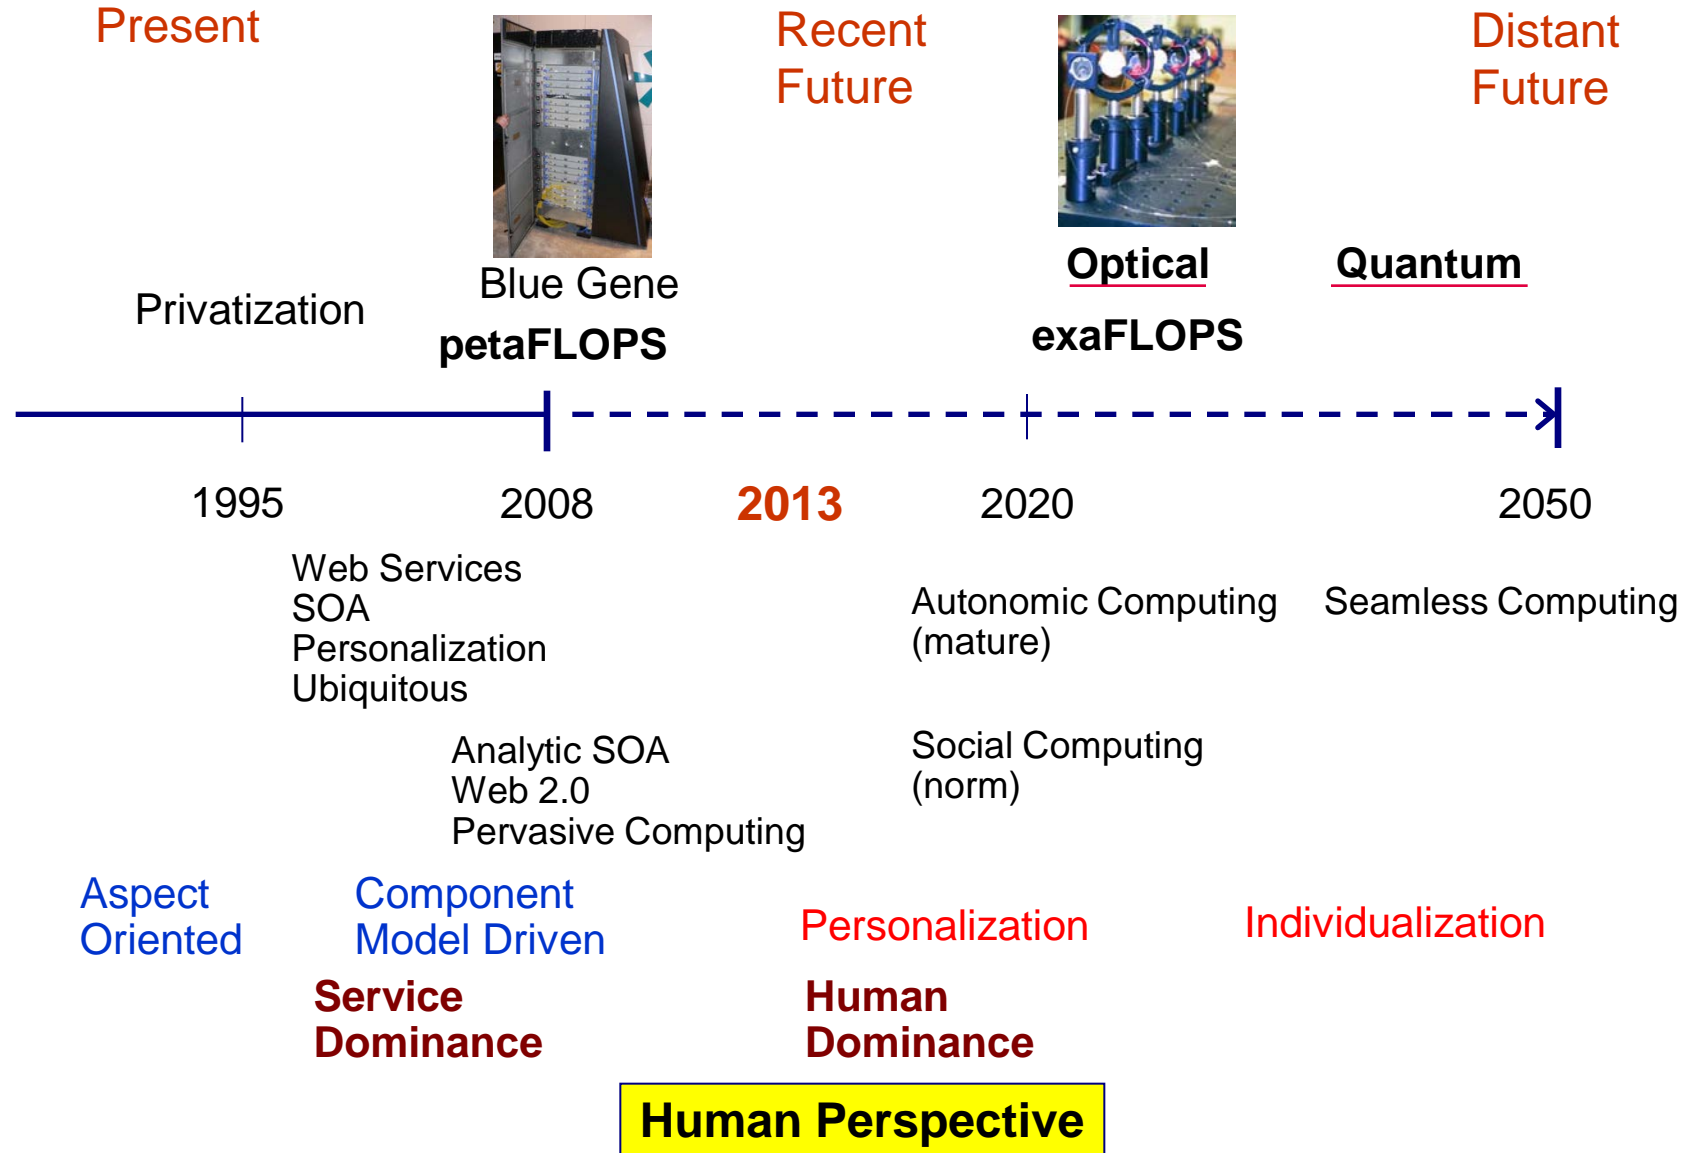 Present
Recent
Future
Distant
Future
Privatization
Blue Gene
petaFLOPS
Optical
exaFLOPS
Quantum
1995
2008
2013
2020
2050
Web Services
SOA
Personalization
Ubiquitous
Analytic SOA
Web 2.0
Pervasive Computing
Autonomic Computing
(mature)
Social Computing
(norm)
Seamless Computing
Aspect
Oriented
Component
Model Driven
Personalization
Individualization
Service
Dominance
Human
Dominance
Human Perspective